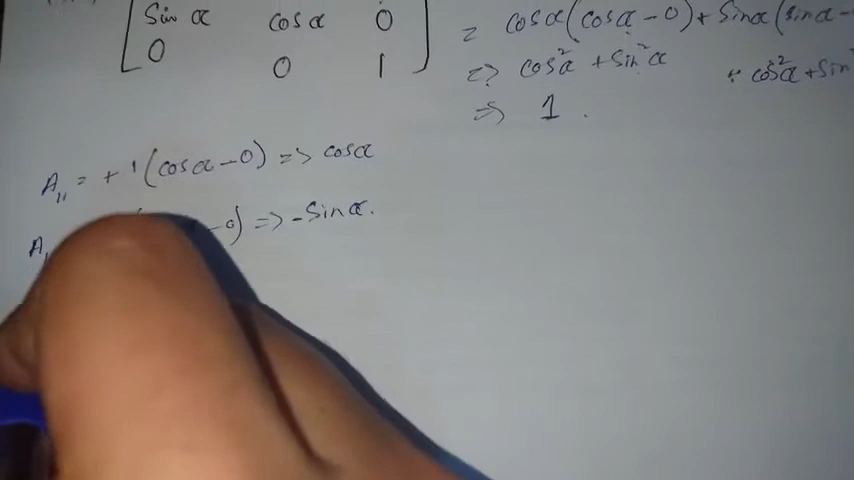 Sin α cos α 0
0 0 1
= cos α (cos α - 0) + Sin α (sin α -
=> cos²α + Sin²α ∵ cos²α + Sin²
=> 1.
A₁₁ = +1(cos α - 0) => cos α
-0) => -Sin α.